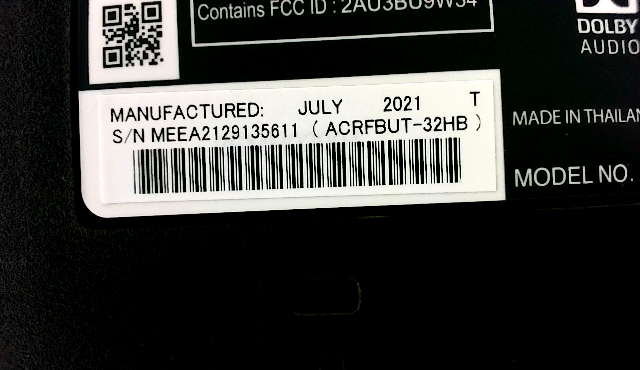 Contains FCC ID : 2AU3BU9W34
DOLBY
AUDIO
MANUFACTURED: JULY 2021 T
S/N MEEA2129135611 ( ACRFBUT-32HB )
MADE IN THAILAN
MODEL NO.